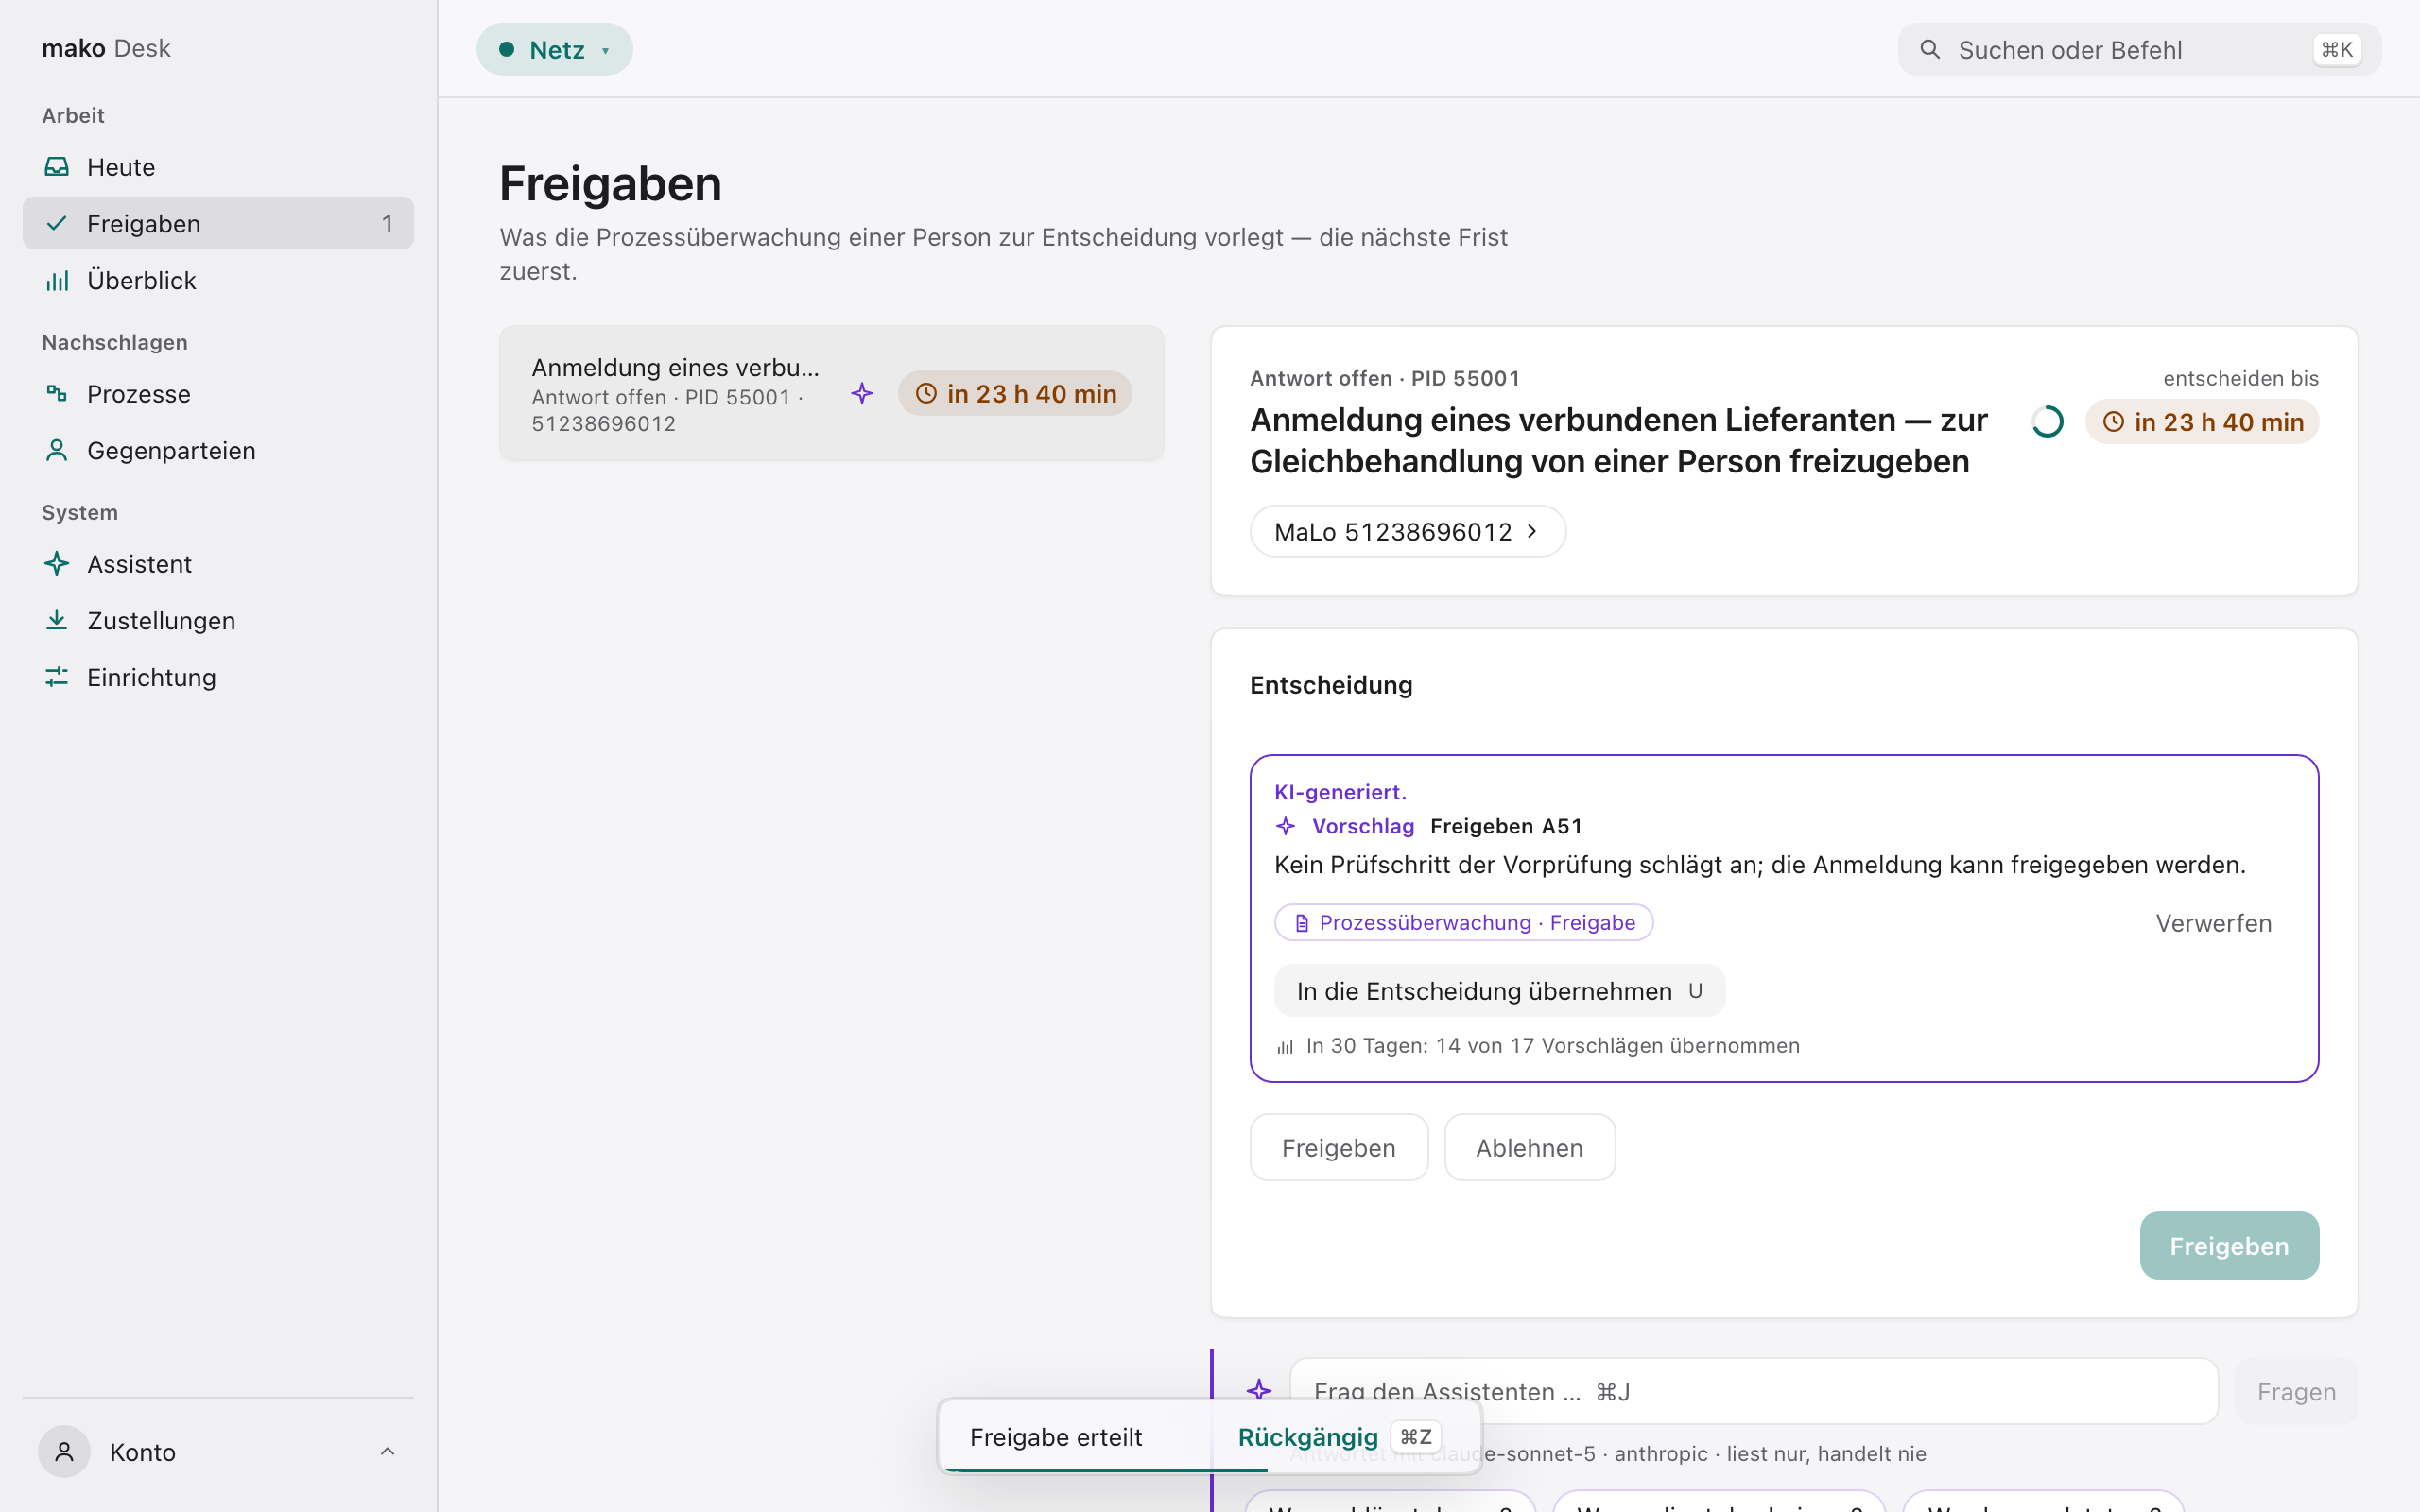 mako Desk
Arbeit
Heute
Freigaben 1
Überblick
Nachschlagen
Prozesse
Gegenparteien
System
Assistent
Zustellungen
Einrichtung
Konto
Netz
Suchen oder Befehl ⌘K
Freigaben
Was die Prozessüberwachung einer Person zur Entscheidung vorlegt — die nächste Frist
zuerst.
Anmeldung eines verbu...
Antwort offen · PID 55001 ·
51238696012
in 23 h 40 min
Antwort offen · PID 55001
entscheiden bis
Anmeldung eines verbundenen Lieferanten — zur
Gleichbehandlung von einer Person freizugeben
in 23 h 40 min
MaLo 51238696012
Entscheidung
KI-generiert.
Vorschlag Freigeben A51
Kein Prüfschritt der Vorprüfung schlägt an; die Anmeldung kann freigegeben werden.
Prozessüberwachung · Freigabe
Verwerfen
In die Entscheidung übernehmen U
In 30 Tagen: 14 von 17 Vorschlägen übernommen
Freigeben
Ablehnen
Freigeben
Frag den Assistenten ... ⌘J
Fragen
Antwortet mit claude-sonnet-5 · anthropic · liest nur, handelt nie
Freigabe erteilt
Rückgängig ⌘Z